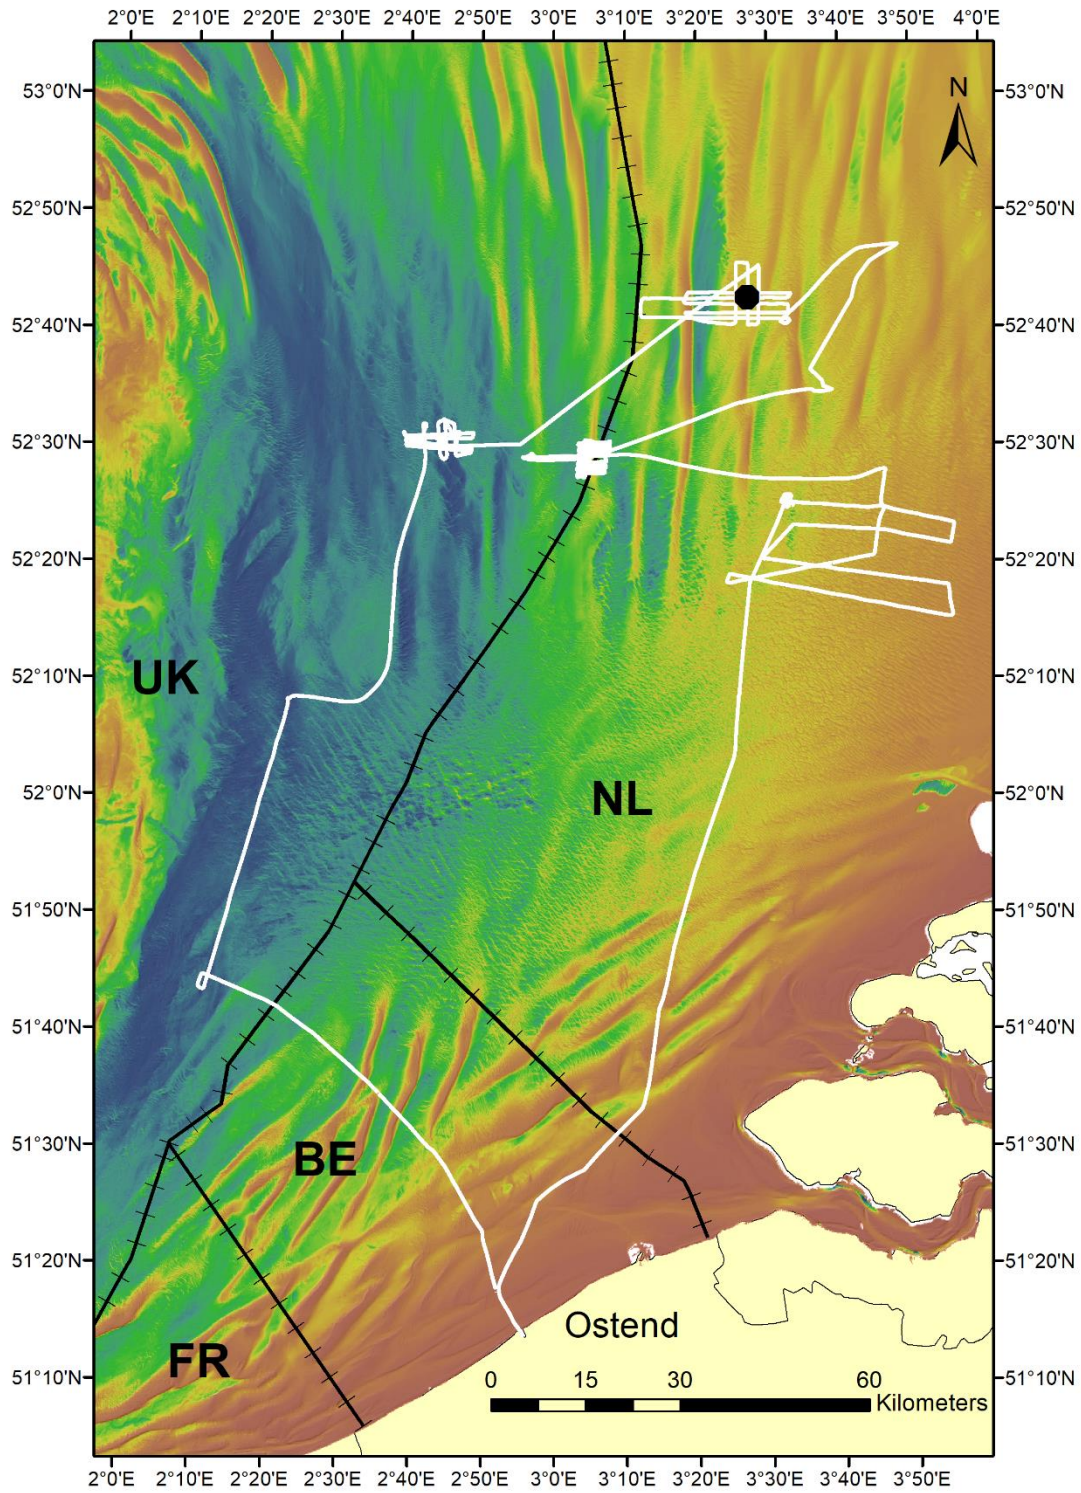 2°0'E 2°10'E 2°20'E 2°30'E 2°40'E 2°50'E 3°0'E 3°10'E 3°20'E 3°30'E 3°40'E 3°50'E 4°0'E
53°0'N 53°0'N
N
52°50'N 52°50'N
52°40'N 52°40'N
52°30'N 52°30'N
52°20'N 52°20'N
UK
52°10'N 52°10'N
NL
52°0'N 52°0'N
51°50'N 51°50'N
51°40'N 51°40'N
BE
51°30'N 51°30'N
51°20'N 51°20'N
Ostend
FR
51°10'N 51°10'N
0 15 30 60
Kilometers
2°0'E 2°10'E 2°20'E 2°30'E 2°40'E 2°50'E 3°0'E 3°10'E 3°20'E 3°30'E 3°40'E 3°50'E